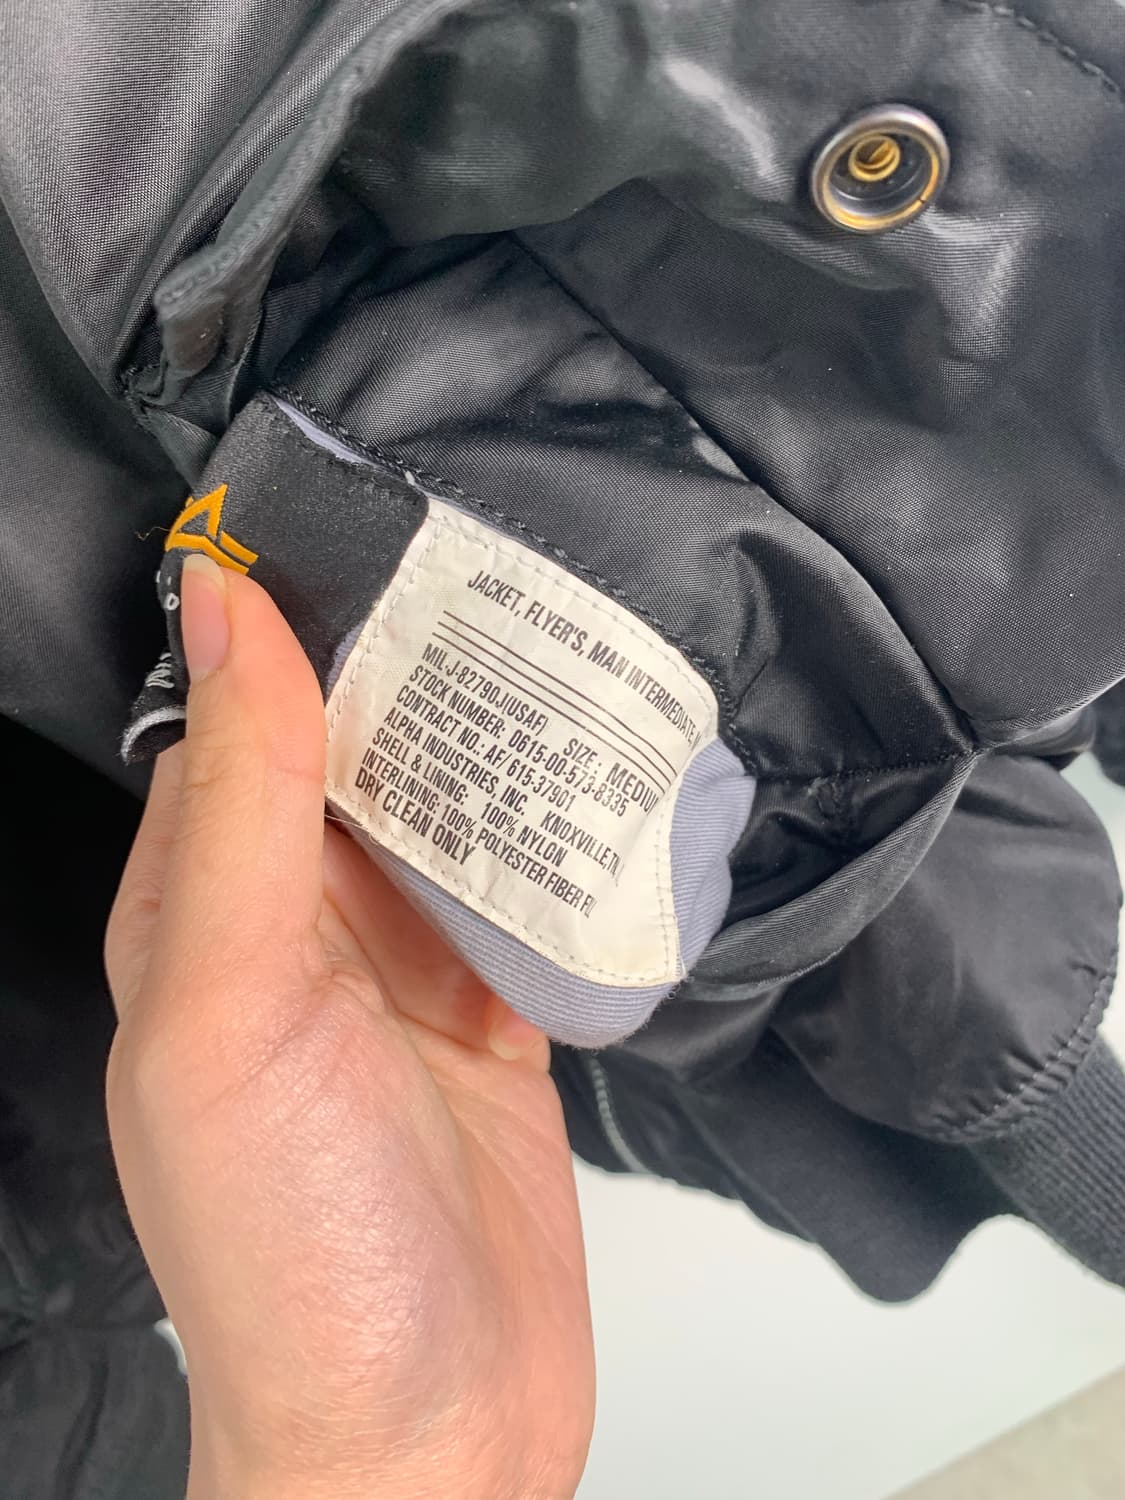 JACKET, FLYER'S, MAN INTERMEDIATE,
MIL-J-82790J(USAF) SIZE: MEDIUM
STOCK NUMBER: 0615-00-573-8335
CONTRACT NO.: AF/ 615-37901
ALPHA INDUSTRIES, INC. KNOXVILLE, TN
SHELL & LINING: 100% NYLON
INTERLINING: 100% POLYESTER FIBER
DRY CLEAN ONLY